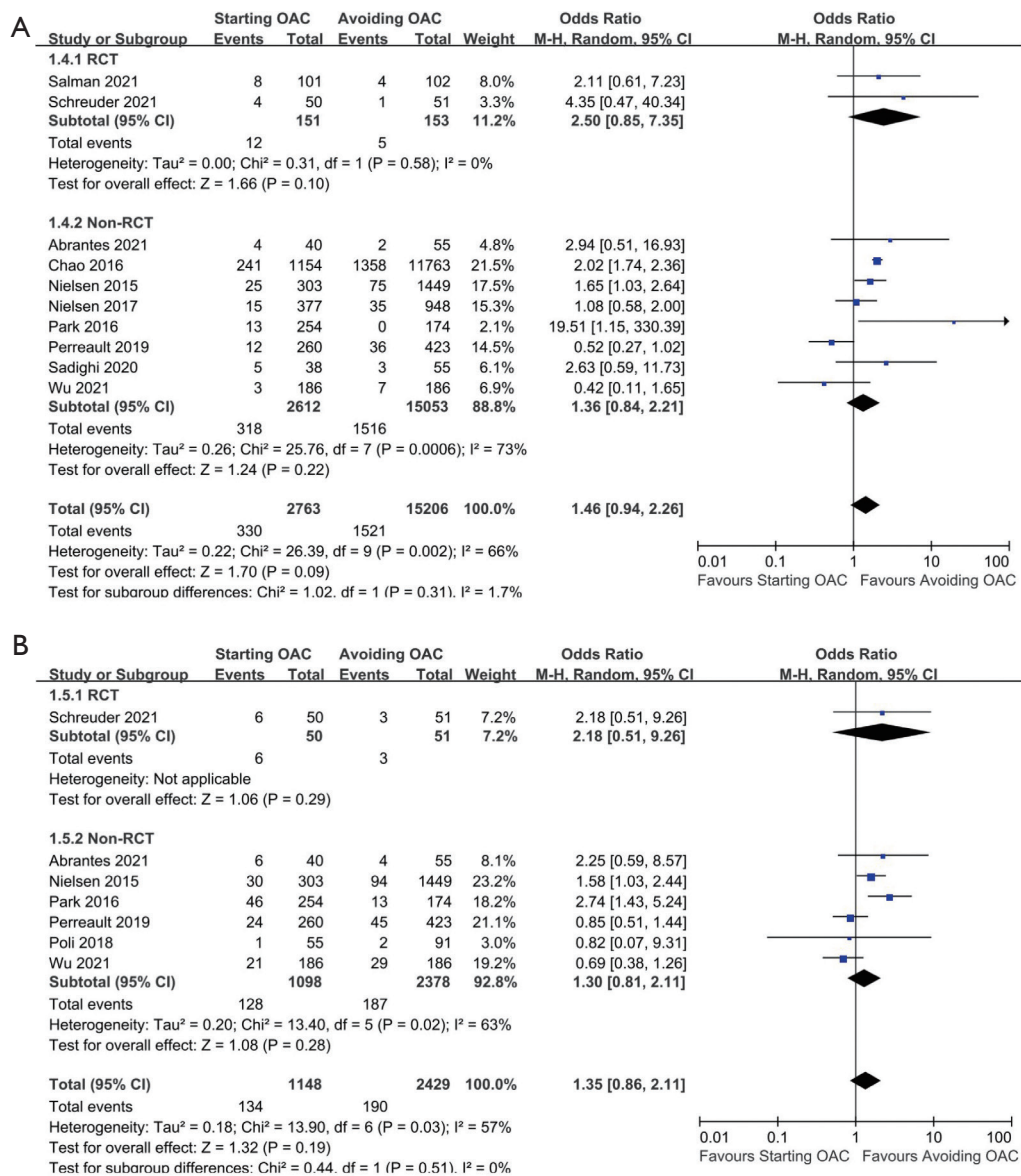 A
Starting OAC Avoiding OAC Odds Ratio Odds Ratio
Study or Subgroup Events Total Events Total Weight M-H, Random, 95% CI M-H, Random, 95% CI
1.4.1 RCT
Salman 2021 8 101 4 102 8.0% 2.11 [0.61, 7.23]
Schreuder 2021 4 50 1 51 3.3% 4.35 [0.47, 40.34]
Subtotal (95% CI) 151 153 11.2% 2.50 [0.85, 7.35]
Total events 12 5
Heterogeneity: Tau² = 0.00; Chi² = 0.31, df = 1 (P = 0.58); I² = 0%
Test for overall effect: Z = 1.66 (P = 0.10)
1.4.2 Non-RCT
Abrantes 2021 4 40 2 55 4.8% 2.94 [0.51, 16.93]
Chao 2016 241 1154 1358 11763 21.5% 2.02 [1.74, 2.36]
Nielsen 2015 25 303 75 1449 17.5% 1.65 [1.03, 2.64]
Nielsen 2017 15 377 35 948 15.3% 1.08 [0.58, 2.00]
Park 2016 13 254 0 174 2.1% 19.51 [1.15, 330.39]
Perreault 2019 12 260 36 423 14.5% 0.52 [0.27, 1.02]
Sadighi 2020 5 38 3 55 6.1% 2.63 [0.59, 11.73]
Wu 2021 3 186 7 186 6.9% 0.42 [0.11, 1.65]
Subtotal (95% CI) 2612 15053 88.8% 1.36 [0.84, 2.21]
Total events 318 1516
Heterogeneity: Tau² = 0.26; Chi² = 25.76, df = 7 (P = 0.0006); I² = 73%
Test for overall effect: Z = 1.24 (P = 0.22)
Total (95% CI) 2763 15206 100.0% 1.46 [0.94, 2.26]
Total events 330 1521
Heterogeneity: Tau² = 0.22; Chi² = 26.39, df = 9 (P = 0.002); I² = 66%
Test for overall effect: Z = 1.70 (P = 0.09)
Test for subgroup differences: Chi² = 1.02, df = 1 (P = 0.31), I² = 1.7%
0.01 0.1 1 10 100
Favours Starting OAC Favours Avoiding OAC
B
Starting OAC Avoiding OAC Odds Ratio Odds Ratio
Study or Subgroup Events Total Events Total Weight M-H, Random, 95% CI M-H, Random, 95% CI
1.5.1 RCT
Schreuder 2021 6 50 3 51 7.2% 2.18 [0.51, 9.26]
Subtotal (95% CI) 50 51 7.2% 2.18 [0.51, 9.26]
Total events 6 3
Heterogeneity: Not applicable
Test for overall effect: Z = 1.06 (P = 0.29)
1.5.2 Non-RCT
Abrantes 2021 6 40 4 55 8.1% 2.25 [0.59, 8.57]
Nielsen 2015 30 303 94 1449 23.2% 1.58 [1.03, 2.44]
Park 2016 46 254 13 174 18.2% 2.74 [1.43, 5.24]
Perreault 2019 24 260 45 423 21.1% 0.85 [0.51, 1.44]
Poli 2018 1 55 2 91 3.0% 0.82 [0.07, 9.31]
Wu 2021 21 186 29 186 19.2% 0.69 [0.38, 1.26]
Subtotal (95% CI) 1098 2378 92.8% 1.30 [0.81, 2.11]
Total events 128 187
Heterogeneity: Tau² = 0.20; Chi² = 13.40, df = 5 (P = 0.02); I² = 63%
Test for overall effect: Z = 1.08 (P = 0.28)
Total (95% CI) 1148 2429 100.0% 1.35 [0.86, 2.11]
Total events 134 190
Heterogeneity: Tau² = 0.18; Chi² = 13.90, df = 6 (P = 0.03); I² = 57%
Test for overall effect: Z = 1.32 (P = 0.19)
Test for subgroup differences: Chi² = 0.44, df = 1 (P = 0.51), I² = 0%
0.01 0.1 1 10 100
Favours Starting OAC Favours Avoiding OAC